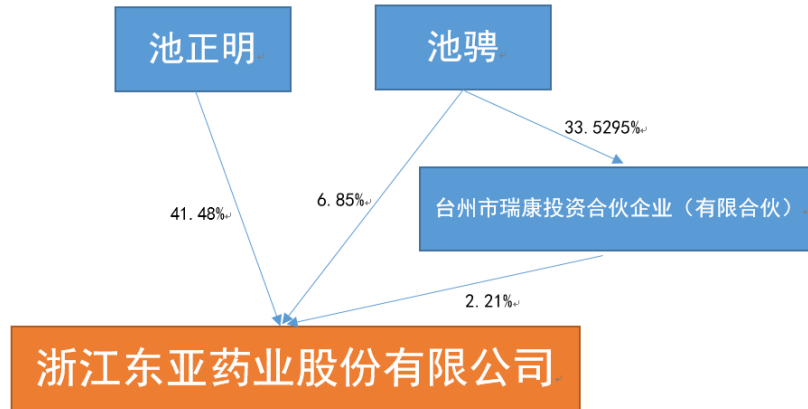 池正明
池骋
33.5295%
6.85%
41.48%
台州市瑞康投资合伙企业（有限合伙）
2.21%
浙江东亚药业股份有限公司